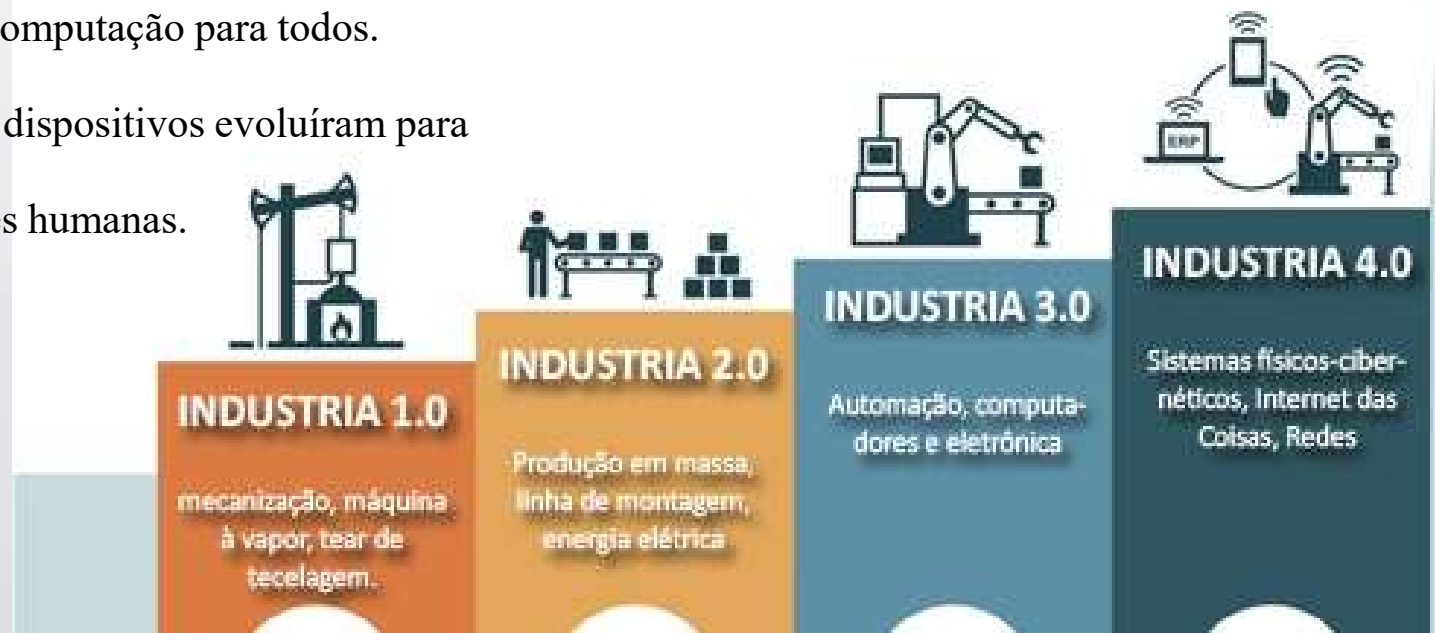 omputação para todos.
dispositivos evoluíram para
s humanas.
ERP
INDUSTRIA 1.0
mecanização, máquina
à vapor, tear de
tecelagem.
INDUSTRIA 2.0
Produção em massa,
linha de montagem,
energia elétrica
INDUSTRIA 3.0
Automação, computa-
dores e eletrônica
INDUSTRIA 4.0
Sistemas físicos-ciber-
néticos, Internet das
Coisas, Redes